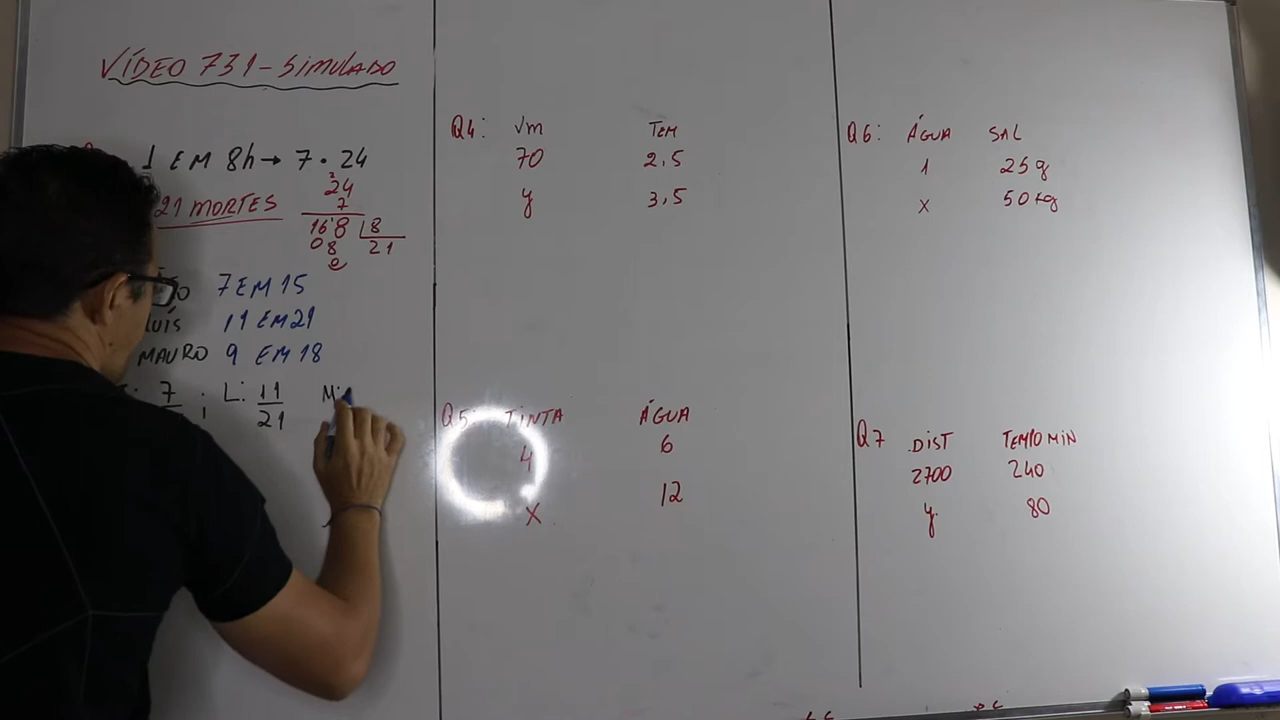 VÍDEO 731 - SIMULADO
1 EM 8h → 7 • 24
21 MORTES
2
24
7
168 8
08 21
7 EM 15
LUÍS 11 EM 21
MAURO 9 EM 18
7 ; L: 11 M:
21
Q4: Vm TEM
70 2,5
y 3,5
Q5: TINTA ÁGUA
4 6
x 12
Q6: ÁGUA SAL
1 25g
x 50kg
Q7 DIST TEMPO MIN
2700 240
y 80